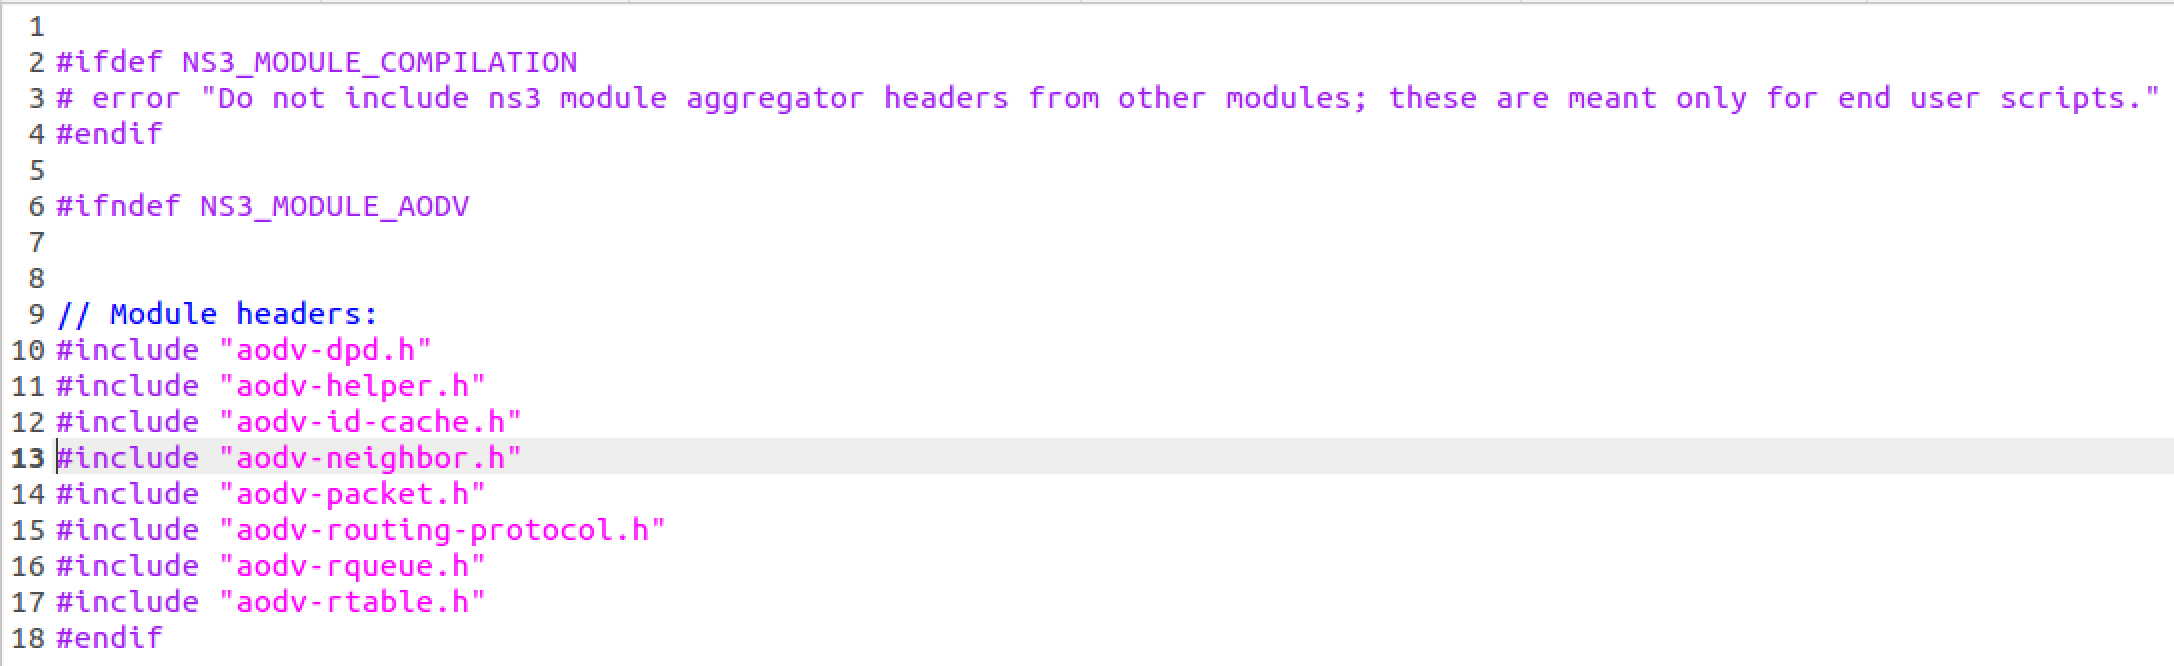 1
2 #ifdef NS3_MODULE_COMPILATION
3 # error "Do not include ns3 module aggregator headers from other modules; these are meant only for end user scripts."
4 #endif
5
6 #ifndef NS3_MODULE_AODV
7
8
9 // Module headers:
10 #include "aodv-dpd.h"
11 #include "aodv-helper.h"
12 #include "aodv-id-cache.h"
13 #include "aodv-neighbor.h"
14 #include "aodv-packet.h"
15 #include "aodv-routing-protocol.h"
16 #include "aodv-rqueue.h"
17 #include "aodv-rtable.h"
18 #endif